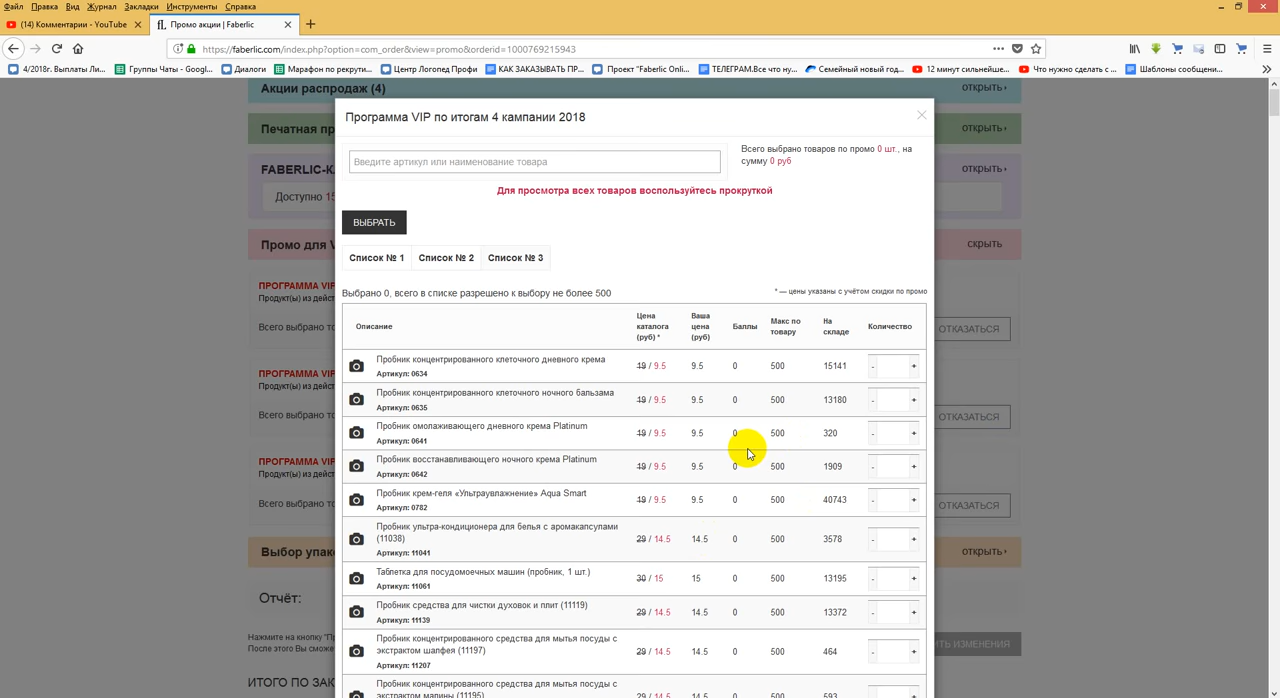 Файл Правка Вид Журнал Закладки Инструменты Справка
(14) Комментарии - YouTube
fL Промо акции | Faberlic
https://faberlic.com/index.php?option=com_order&view=promo&orderid=1000769215943
4/2018г. Выплаты Ли... Группы Чаты - Googl... Диалоги Марафон по рекрути... Центр Логопед Профи КАК ЗАКАЗЫВАТЬ ПР... Проект "Faberlic Onli... ТЕЛЕГРАМ.Все что ну... Семейный новый год... 12 минут сильнейше... Что нужно сделать с ... Шаблоны сообщени...
Акции распродаж (4) открыть
Программа VIP по итогам 4 кампании 2018
Печатная пр открыть
Введите артикул или наименование товара
Всего выбрано товаров по промо 0 шт., на
сумму 0 руб
FABERLIC-К открыть
Для просмотра всех товаров воспользуйтесь прокруткой
Доступно 15
ВЫБРАТЬ
Промо для V скрыть
Список № 1 Список № 2 Список № 3
ПРОГРАММА VIP
Продукт(ы) из дейст
Выбрано 0, всего в списке разрешено к выбору не более 500
* — цены указаны с учётом скидки по промо
Всего выбрано то ОТКАЗАТЬСЯ
Описание Цена каталога (руб) * Ваша цена (руб) Баллы Макс по товару На складе Количество
Пробник концентрированного клеточного дневного крема
Артикул: 0634
19 / 9.5 9.5 0 500 15141 - +
ПРОГРАММА VIP
Продукт(ы) из дейст
Всего выбрано то ОТКАЗАТЬСЯ
Пробник концентрированного клеточного ночного бальзама
Артикул: 0635
19 / 9.5 9.5 0 500 13180 - +
Пробник омолаживающего дневного крема Platinum
Артикул: 0641
19 / 9.5 9.5 0 500 320 - +
ПРОГРАММА VIP
Продукт(ы) из дейст
Всего выбрано то ОТКАЗАТЬСЯ
Пробник восстанавливающего ночного крема Platinum
Артикул: 0642
19 / 9.5 9.5 0 500 1909 - +
Пробник крем-геля «Ультраувлажнение» Aqua Smart
Артикул: 0782
19 / 9.5 9.5 0 500 40743 - +
Выбор упак открыть
Пробник ультра-кондиционера для белья с аромакапсулами
(11038)
Артикул: 11041
29 / 14.5 14.5 0 500 3578 - +
Таблетка для посудомоечных машин (пробник, 1 шт.)
Артикул: 11061
30 / 15 15 0 500 13195 - +
Отчёт:
Пробник средства для чистки духовок и плит (11119)
Артикул: 11139
29 / 14.5 14.5 0 500 13372 - +
Нажмите на кнопку "Пр
После этого Вы сможе
ИТЬ ИЗМЕНЕНИЯ
Пробник концентрированного средства для мытья посуды с
экстрактом шалфея (11197)
Артикул: 11207
29 / 14.5 14.5 0 500 464 - +
ИТОГО ПО ЗАК
Пробник концентрированного средства для мытья посуды с
экстрактом малины (11195)
29 / 14.5 14.5 0 500 593 - +